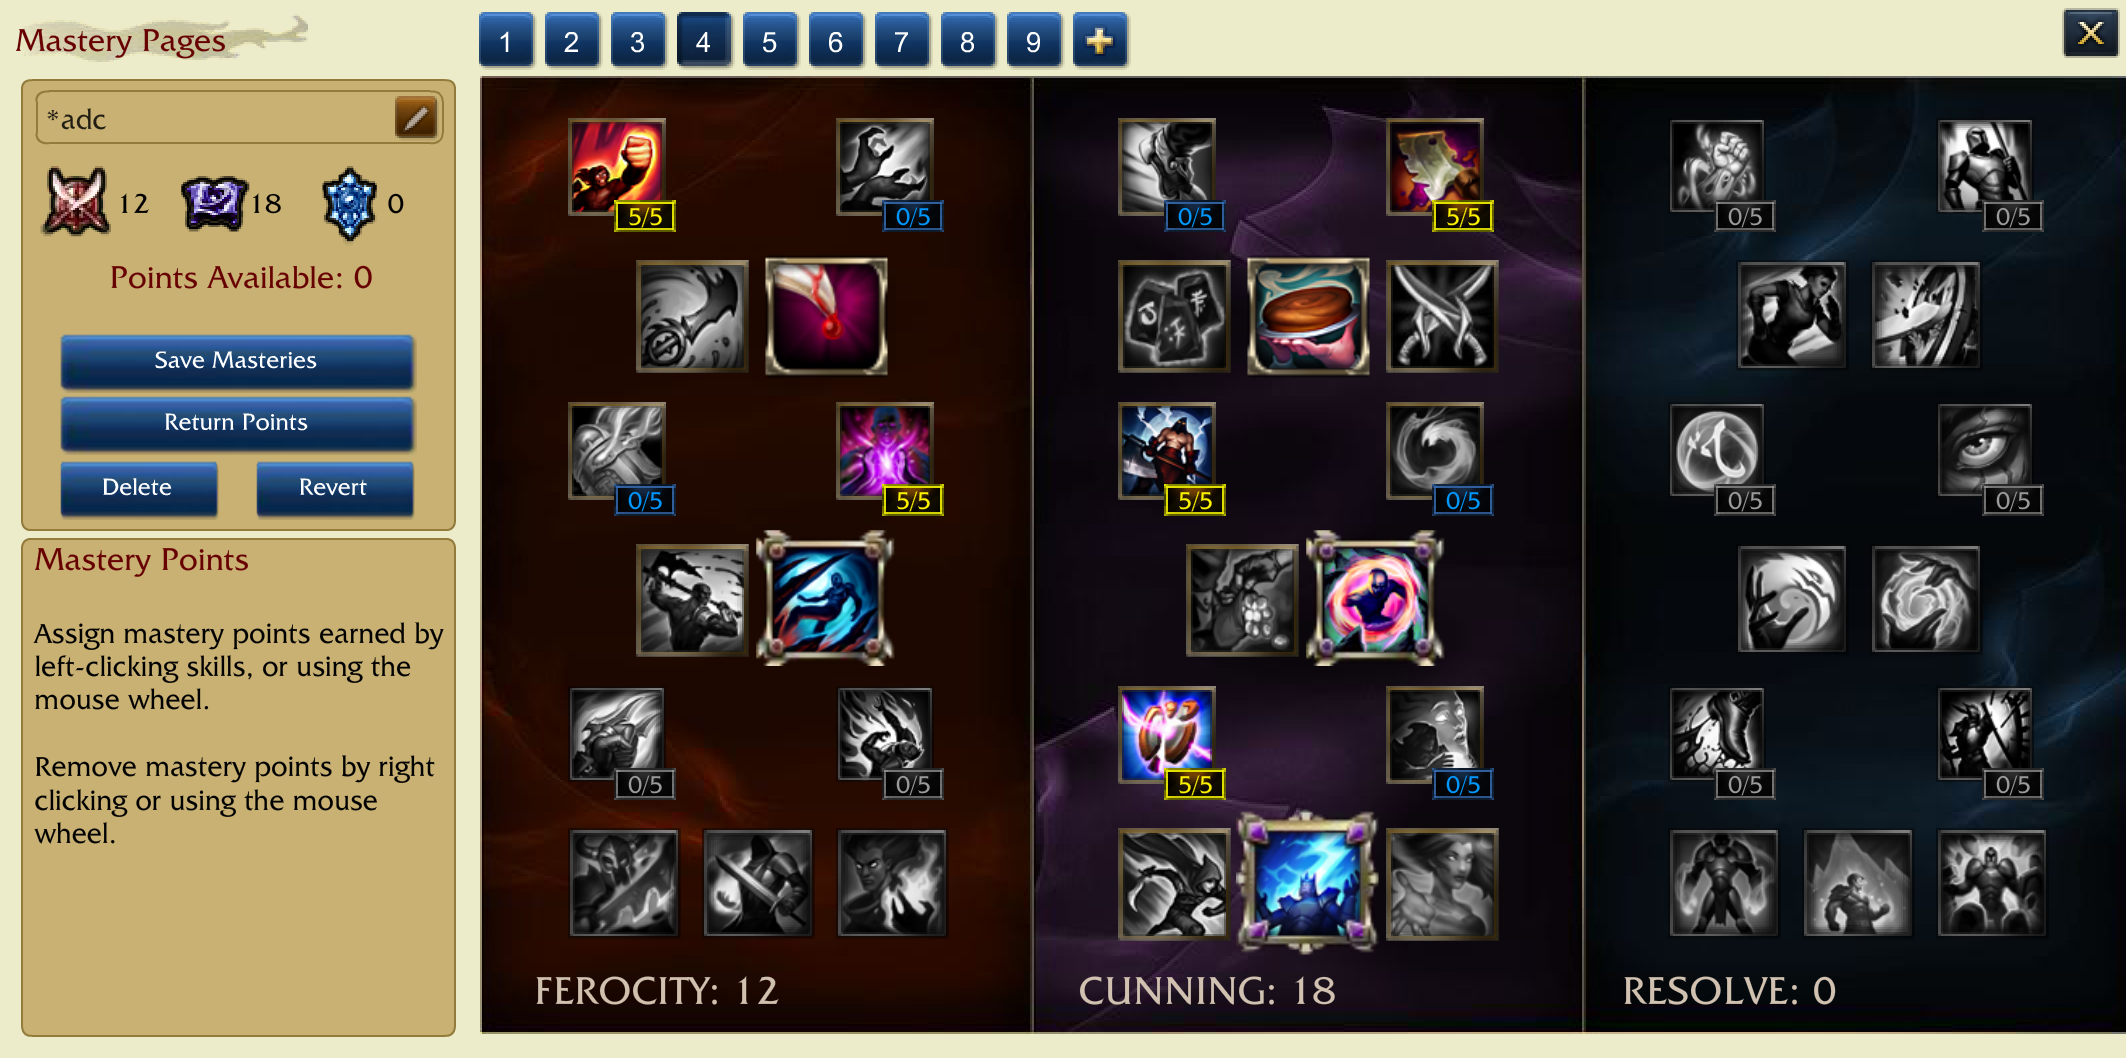 Mastery Pages
1 2 3 4 5 6 7 8 9
*adc
12 18 0
Points Available: 0
Save Masteries
Return Points
Delete Revert
Mastery Points
Assign mastery points earned by
left-clicking skills, or using the
mouse wheel.
Remove mastery points by right
clicking or using the mouse
wheel.
5/5 0/5
0/5 5/5
0/5 0/5
FEROCITY: 12
0/5 5/5
5/5 0/5
5/5 0/5
CUNNING: 18
0/5 0/5
0/5 0/5
0/5 0/5
RESOLVE: 0